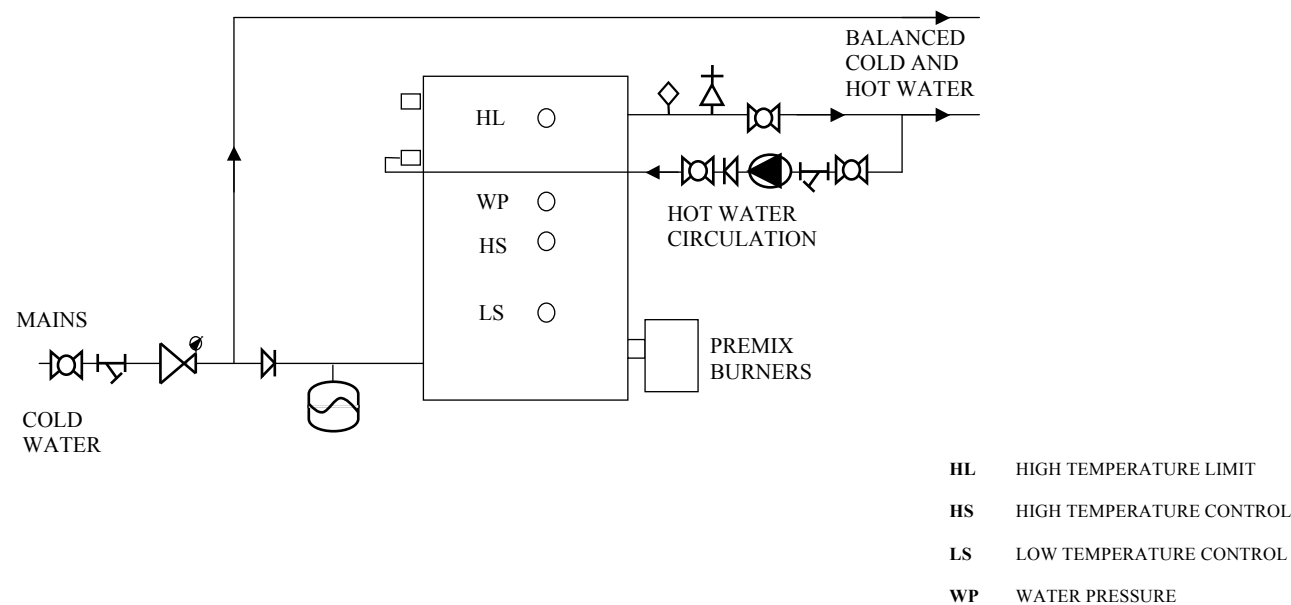 BALANCED
COLD AND
HOT WATER
HL
WP
HS
LS
HOT WATER
CIRCULATION
MAINS
COLD
WATER
PREMIX
BURNERS
HL HIGH TEMPERATURE LIMIT
HS HIGH TEMPERATURE CONTROL
LS LOW TEMPERATURE CONTROL
WP WATER PRESSURE